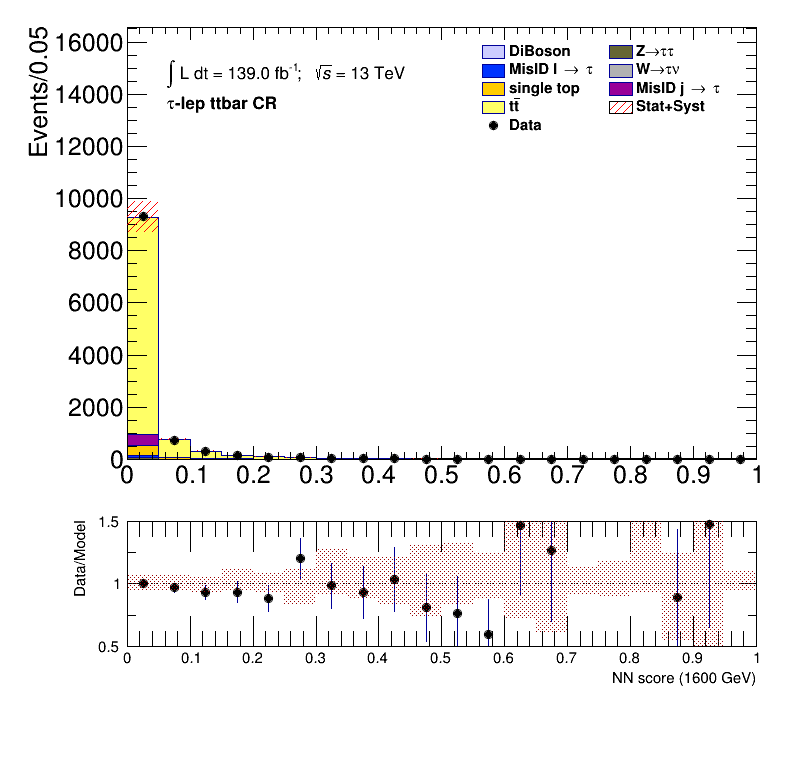 Events/0.05
16000
14000
12000
10000
8000
6000
4000
2000
0
∫ L dt = 139.0 fb⁻¹; √s = 13 TeV
τ-lep ttbar CR
DiBoson
MisID l → τ
single top
tt̄
Data
Z→ττ
W→τν
MisID j → τ
Stat+Syst
0 0.1 0.2 0.3 0.4 0.5 0.6 0.7 0.8 0.9 1
Data/Model
1.5
1
0.5
0 0.1 0.2 0.3 0.4 0.5 0.6 0.7 0.8 0.9 1
NN score (1600 GeV)